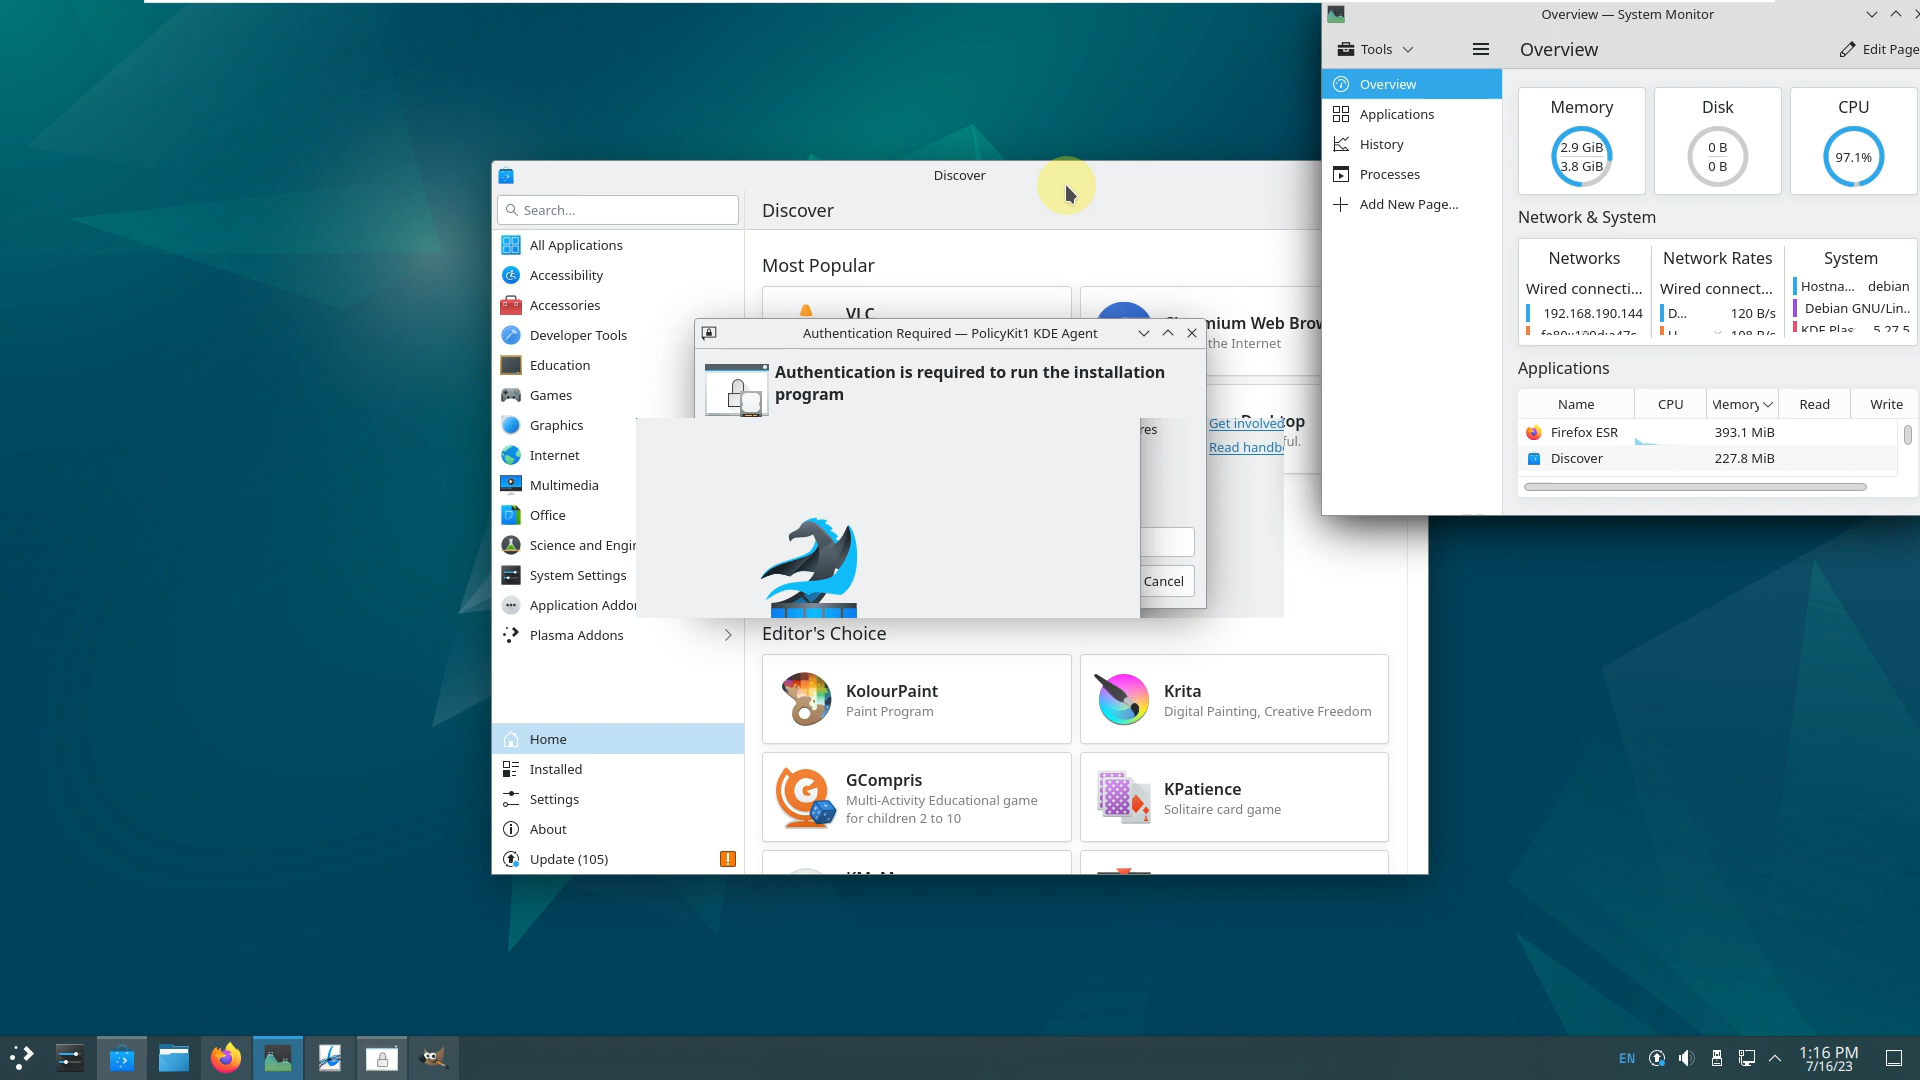 Overview — System Monitor
Tools
Overview
Edit Page
Overview
Applications
History
Processes
Add New Page...
Memory
2.9 GiB
3.8 GiB
Disk
0 B
0 B
CPU
97.1%
Network & System
Networks
Wired connecti...
192.168.190.144
Network Rates
Wired connect...
D... 120 B/s
System
Hostna... debian
Debian GNU/Lin..
KDE Plas 5.27.5
Applications
Name CPU Memory Read Write
Firefox ESR 393.1 MiB
Discover 227.8 MiB
Discover
Search...
Discover
All Applications
Accessibility
Accessories
Developer Tools
Education
Games
Graphics
Internet
Multimedia
Office
Science and Engi
System Settings
Application Addo
Plasma Addons
Home
Installed
Settings
About
Update (105)
Most Popular
VLC
mium Web Brow
the Internet
top
ful.
Authentication Required — PolicyKit1 KDE Agent
Authentication is required to run the installation
program
res
Cancel
Get involved
Read handb
Editor's Choice
KolourPaint
Paint Program
Krita
Digital Painting, Creative Freedom
GCompris
Multi-Activity Educational game
for children 2 to 10
KPatience
Solitaire card game
EN
1:16 PM
7/16/23